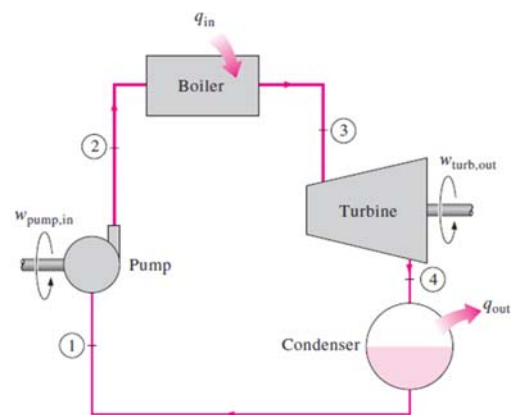 q_in
Boiler
2
3
w_turb,out
w_pump,in
Turbine
Pump
4
q_out
1
Condenser